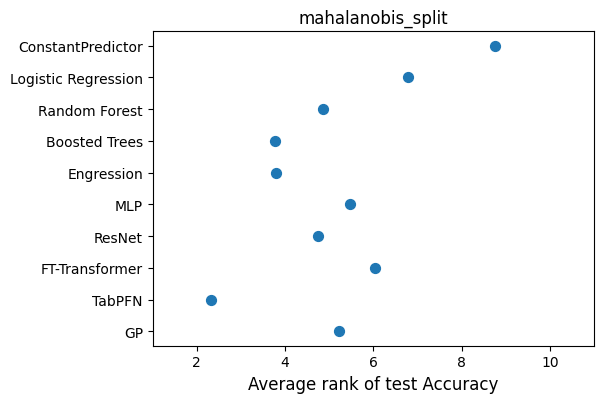 mahalanobis_split
ConstantPredictor
Logistic Regression
Random Forest
Boosted Trees
Engression
MLP
ResNet
FT-Transformer
TabPFN
GP
2 4 6 8 10
Average rank of test Accuracy